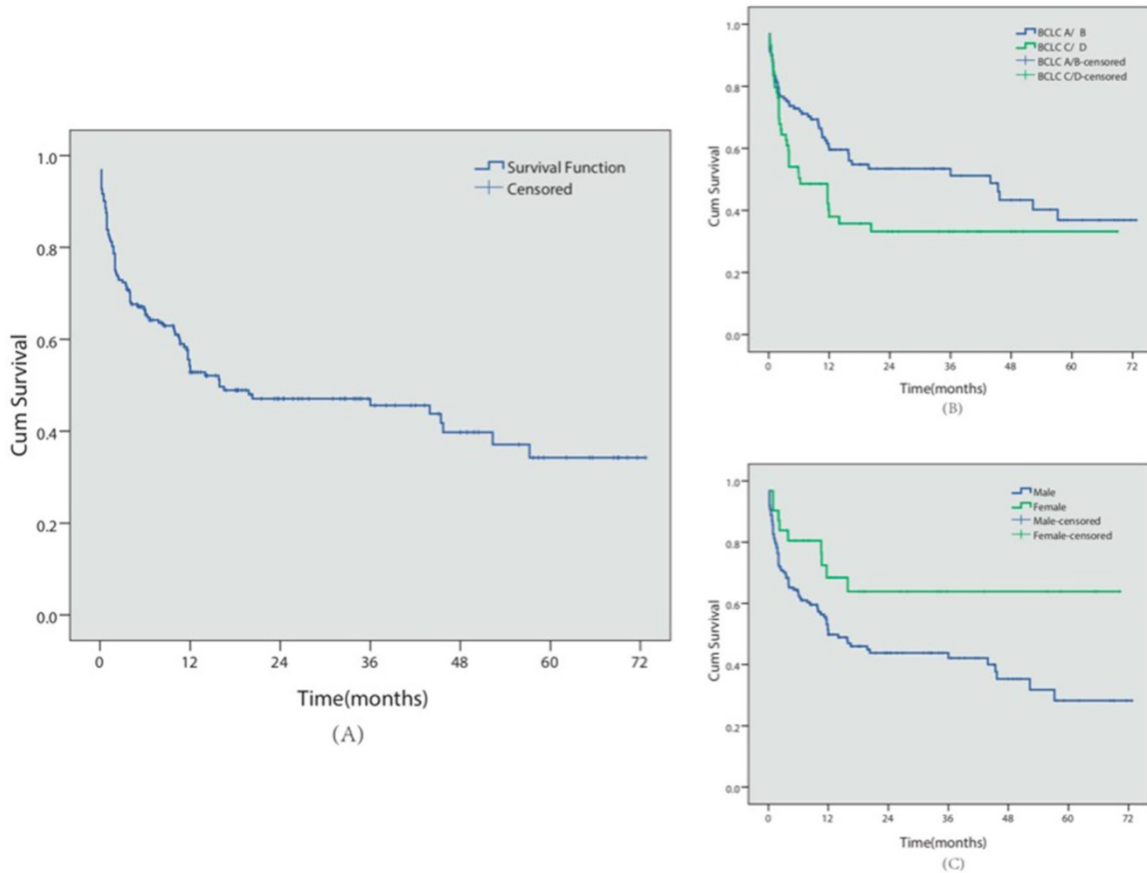 1.0
0.8
0.6
0.4
0.2
0.0
Cum Survival
Survival Function
Censored
0 12 24 36 48 60 72
Time(months)
(A)
1.0
0.8
0.6
0.4
0.2
0.0
Cum Survival
BCLC A/ B
BCLC C/ D
BCLC A/B-censored
BCLC C/D-censored
0 12 24 36 48 60 72
Time(months)
(B)
1.0
0.8
0.6
0.4
0.2
0.0
Cum Survival
Male
Female
Male-censored
Female-censored
0 12 24 36 48 60 72
Time(months)
(C)